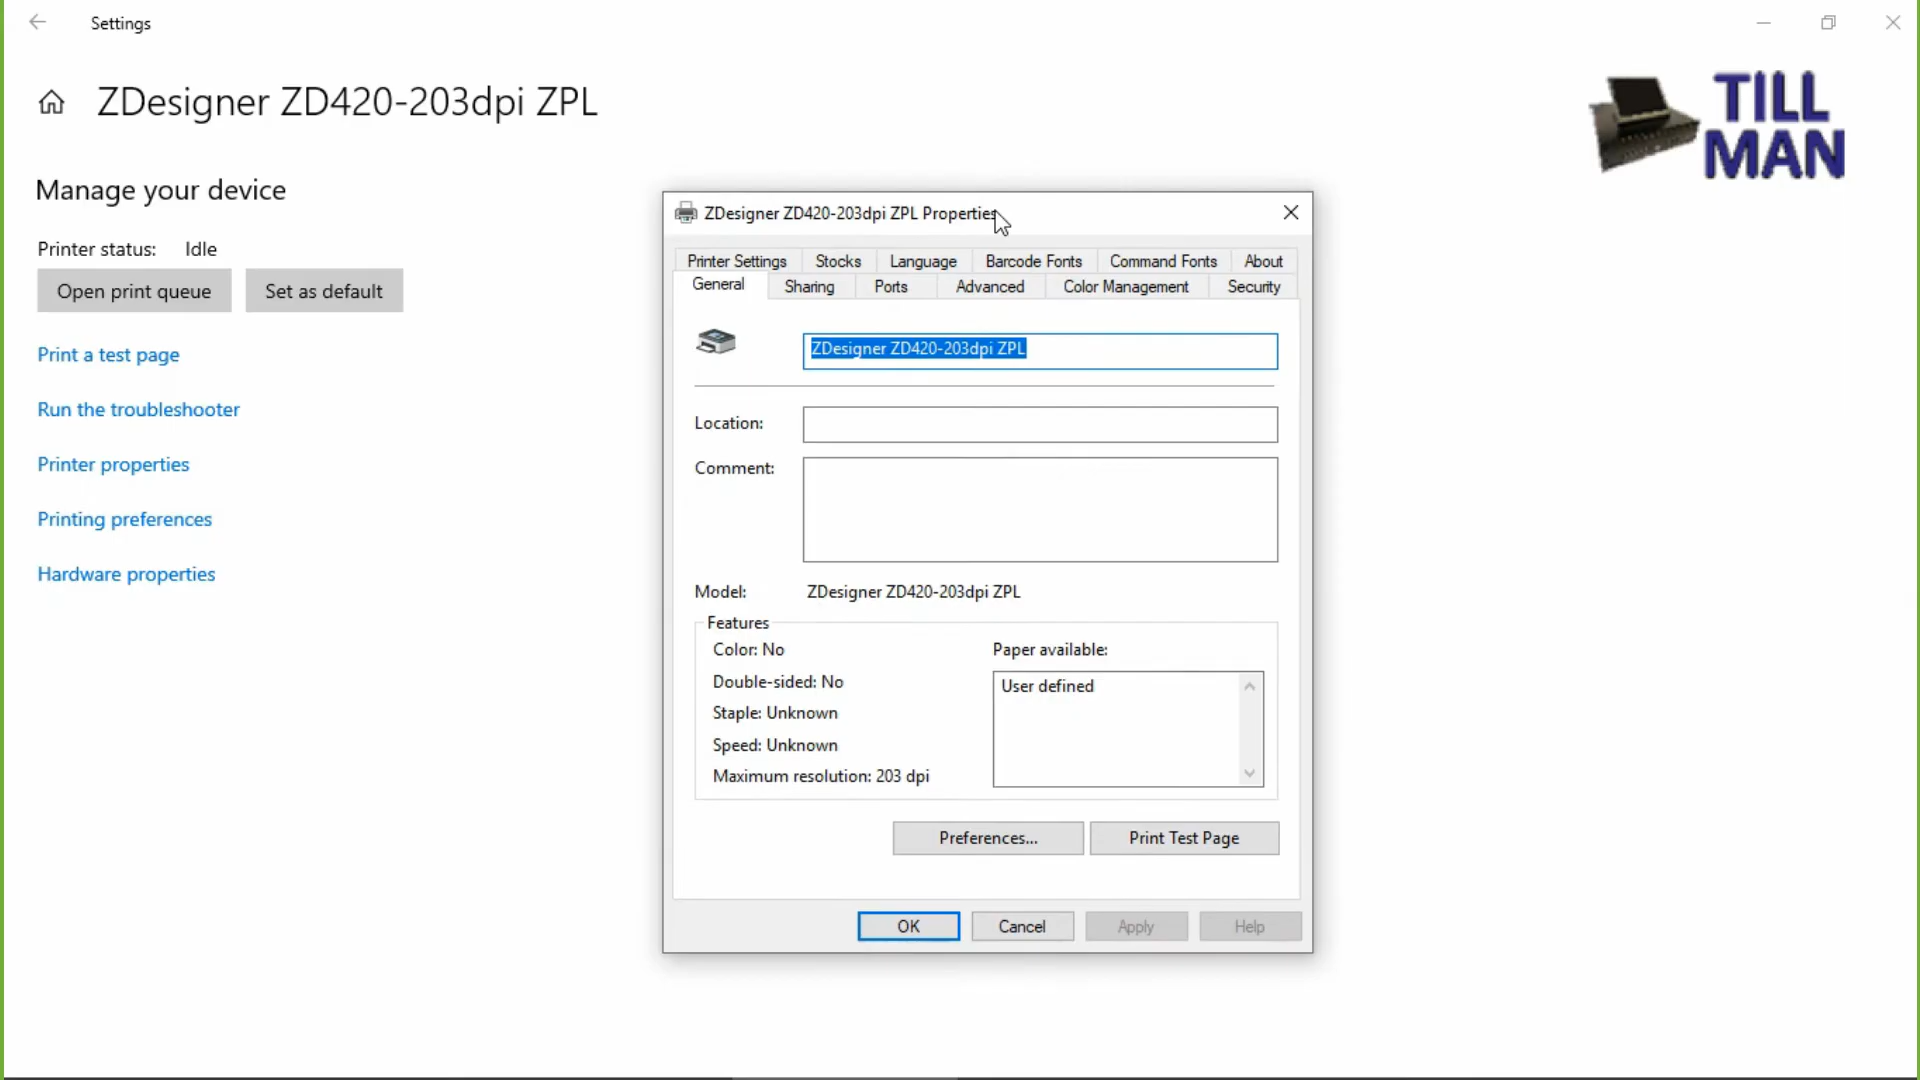 Settings
ZDesigner ZD420-203dpi ZPL
TILL
MAN
Manage your device
Printer status: Idle
Open print queue
Set as default
Print a test page
Run the troubleshooter
Printer properties
Printing preferences
Hardware properties
ZDesigner ZD420-203dpi ZPL Properties
Printer Settings Stocks Language Barcode Fonts Command Fonts About
General Sharing Ports Advanced Color Management Security
ZDesigner ZD420-203dpi ZPL
Location:
Comment:
Model: ZDesigner ZD420-203dpi ZPL
Features
Color: No
Double-sided: No
Staple: Unknown
Speed: Unknown
Maximum resolution: 203 dpi
Paper available:
User defined
Preferences... Print Test Page
OK Cancel Apply Help